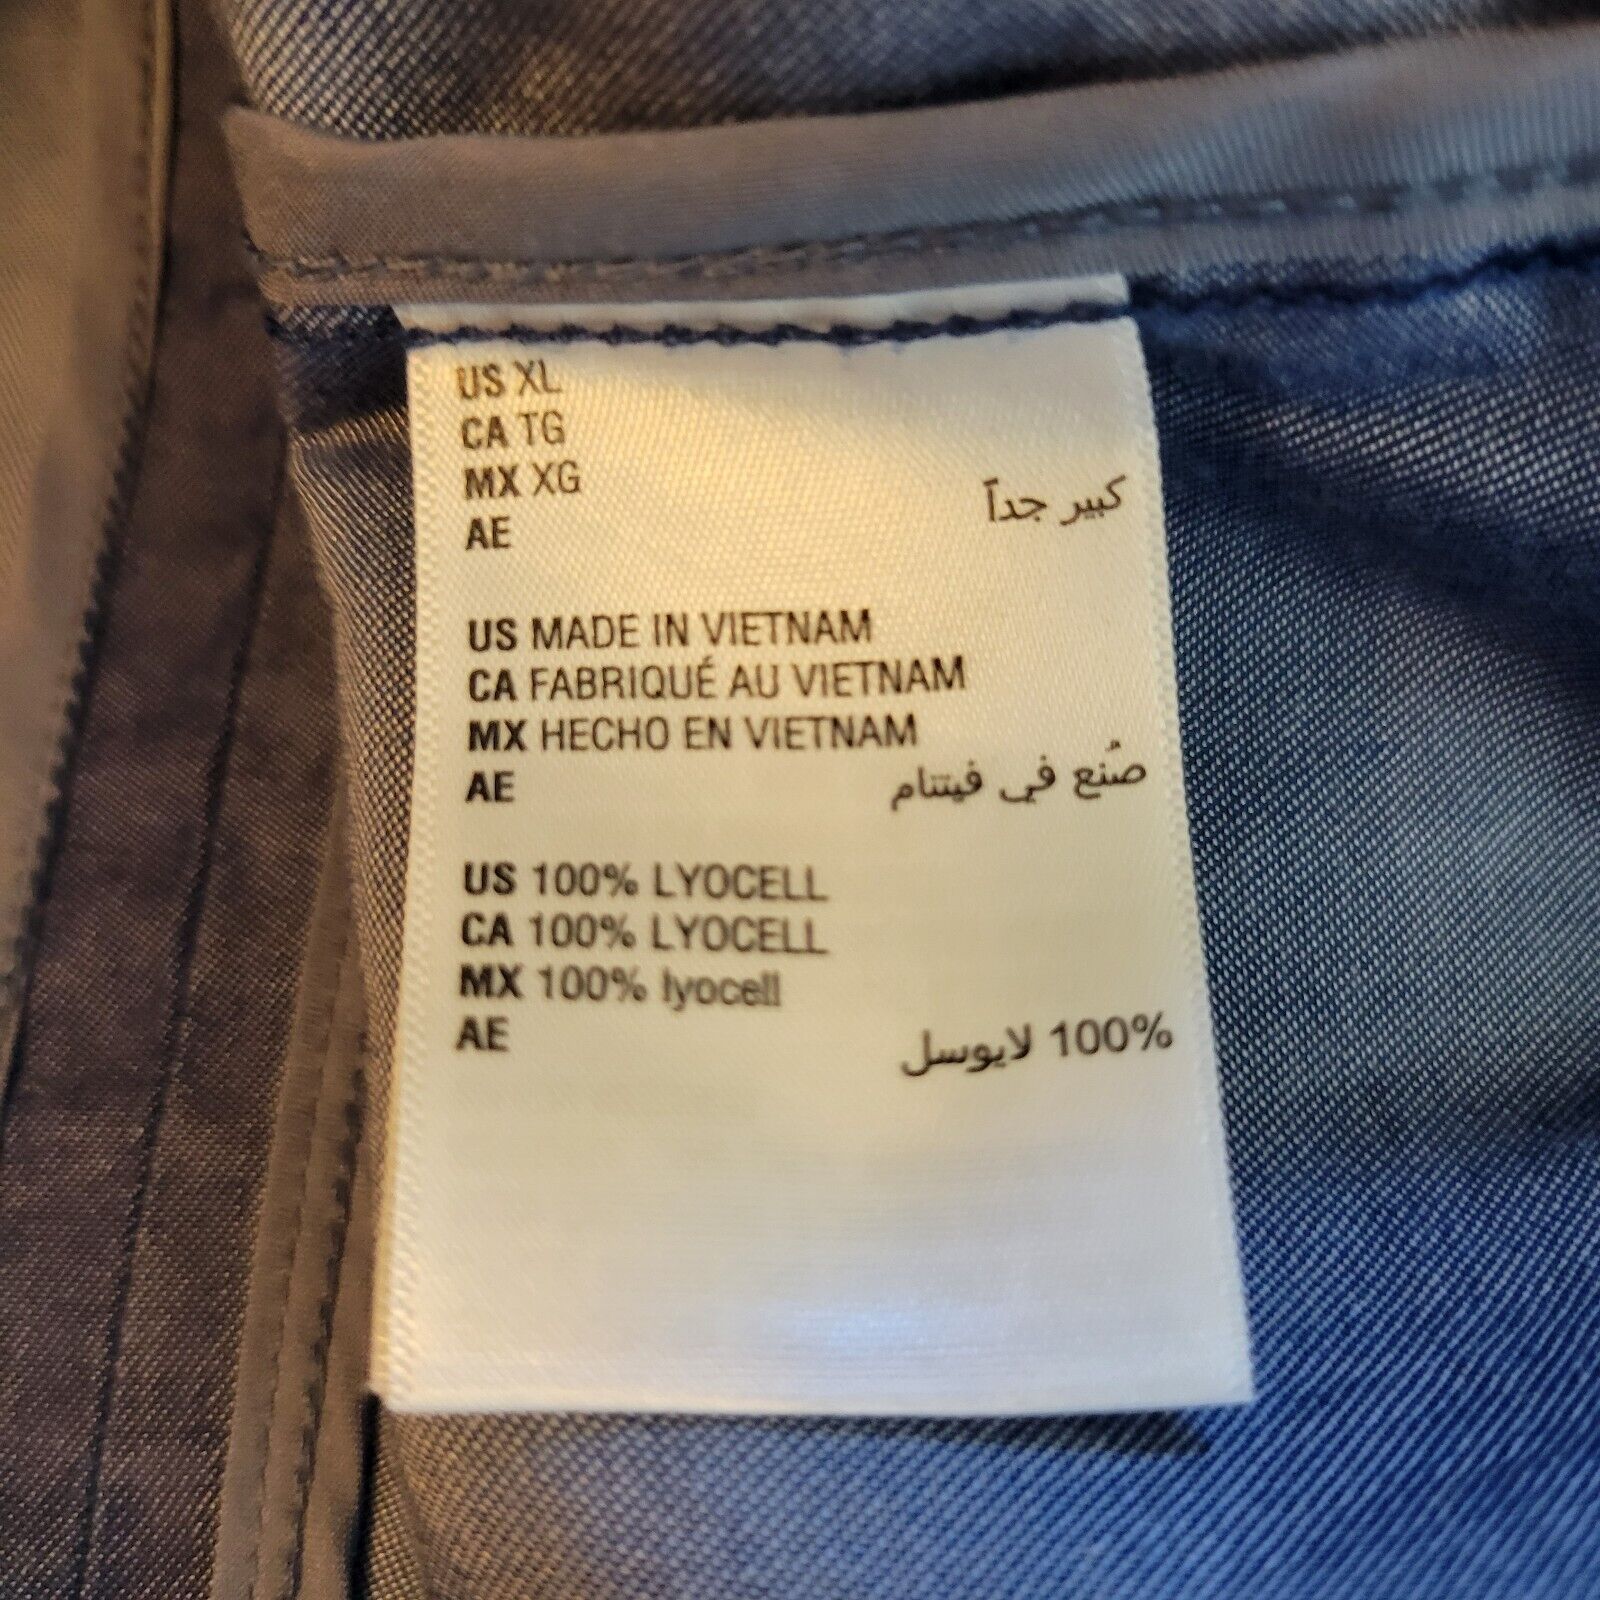 US XL
CA TG
MX XG
AE كبير جداً
US MADE IN VIETNAM
CA FABRIQUÉ AU VIETNAM
MX HECHO EN VIETNAM
AE صُنع في فيتنام
US 100% LYOCELL
CA 100% LYOCELL
MX 100% lyocell
AE 100% لايوسل